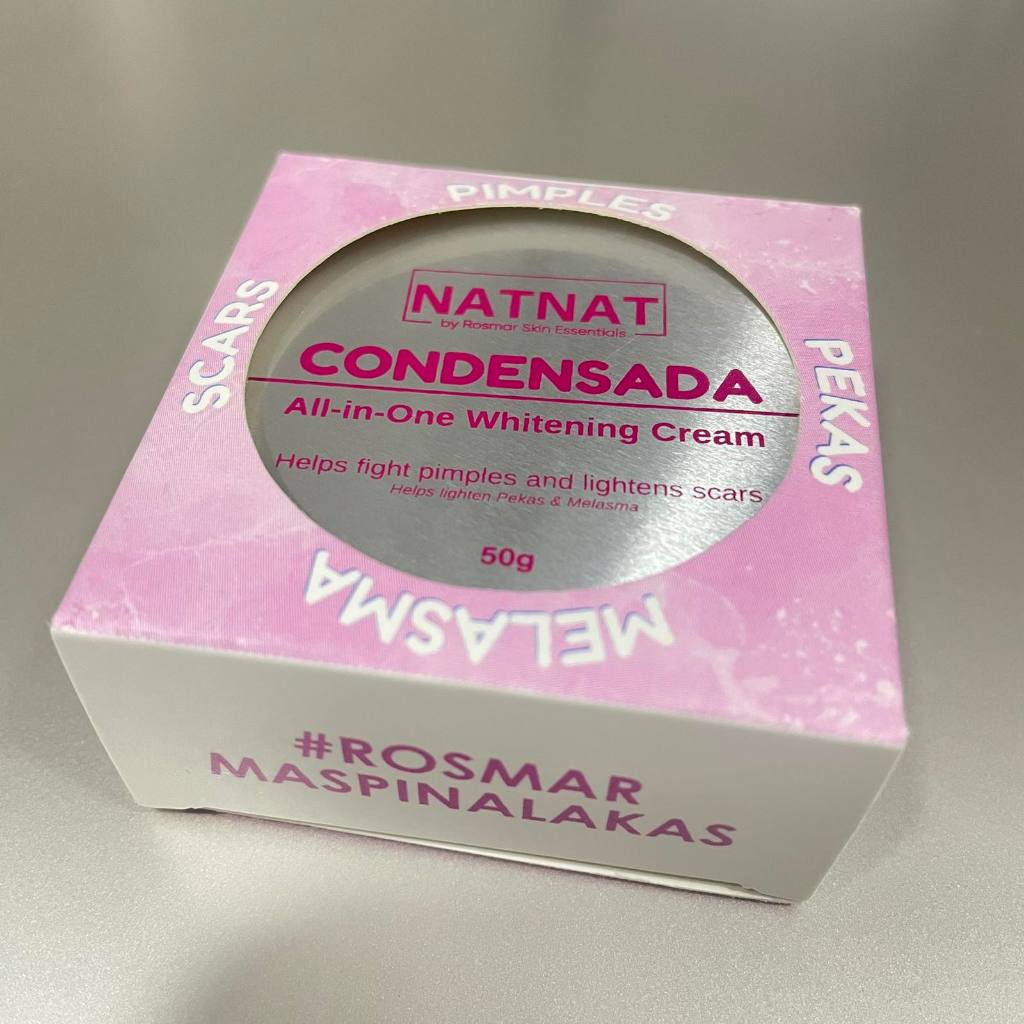 PIMPLES
SCARS
PEKAS
NATNAT
by Rosmar Skin Essentials
CONDENSADA
All-in-One Whitening Cream
Helps fight pimples and lightens scars
Helps lighten Pekas & Melasma
50g
MELASMA
#ROSMAR
MASPINALAKAS